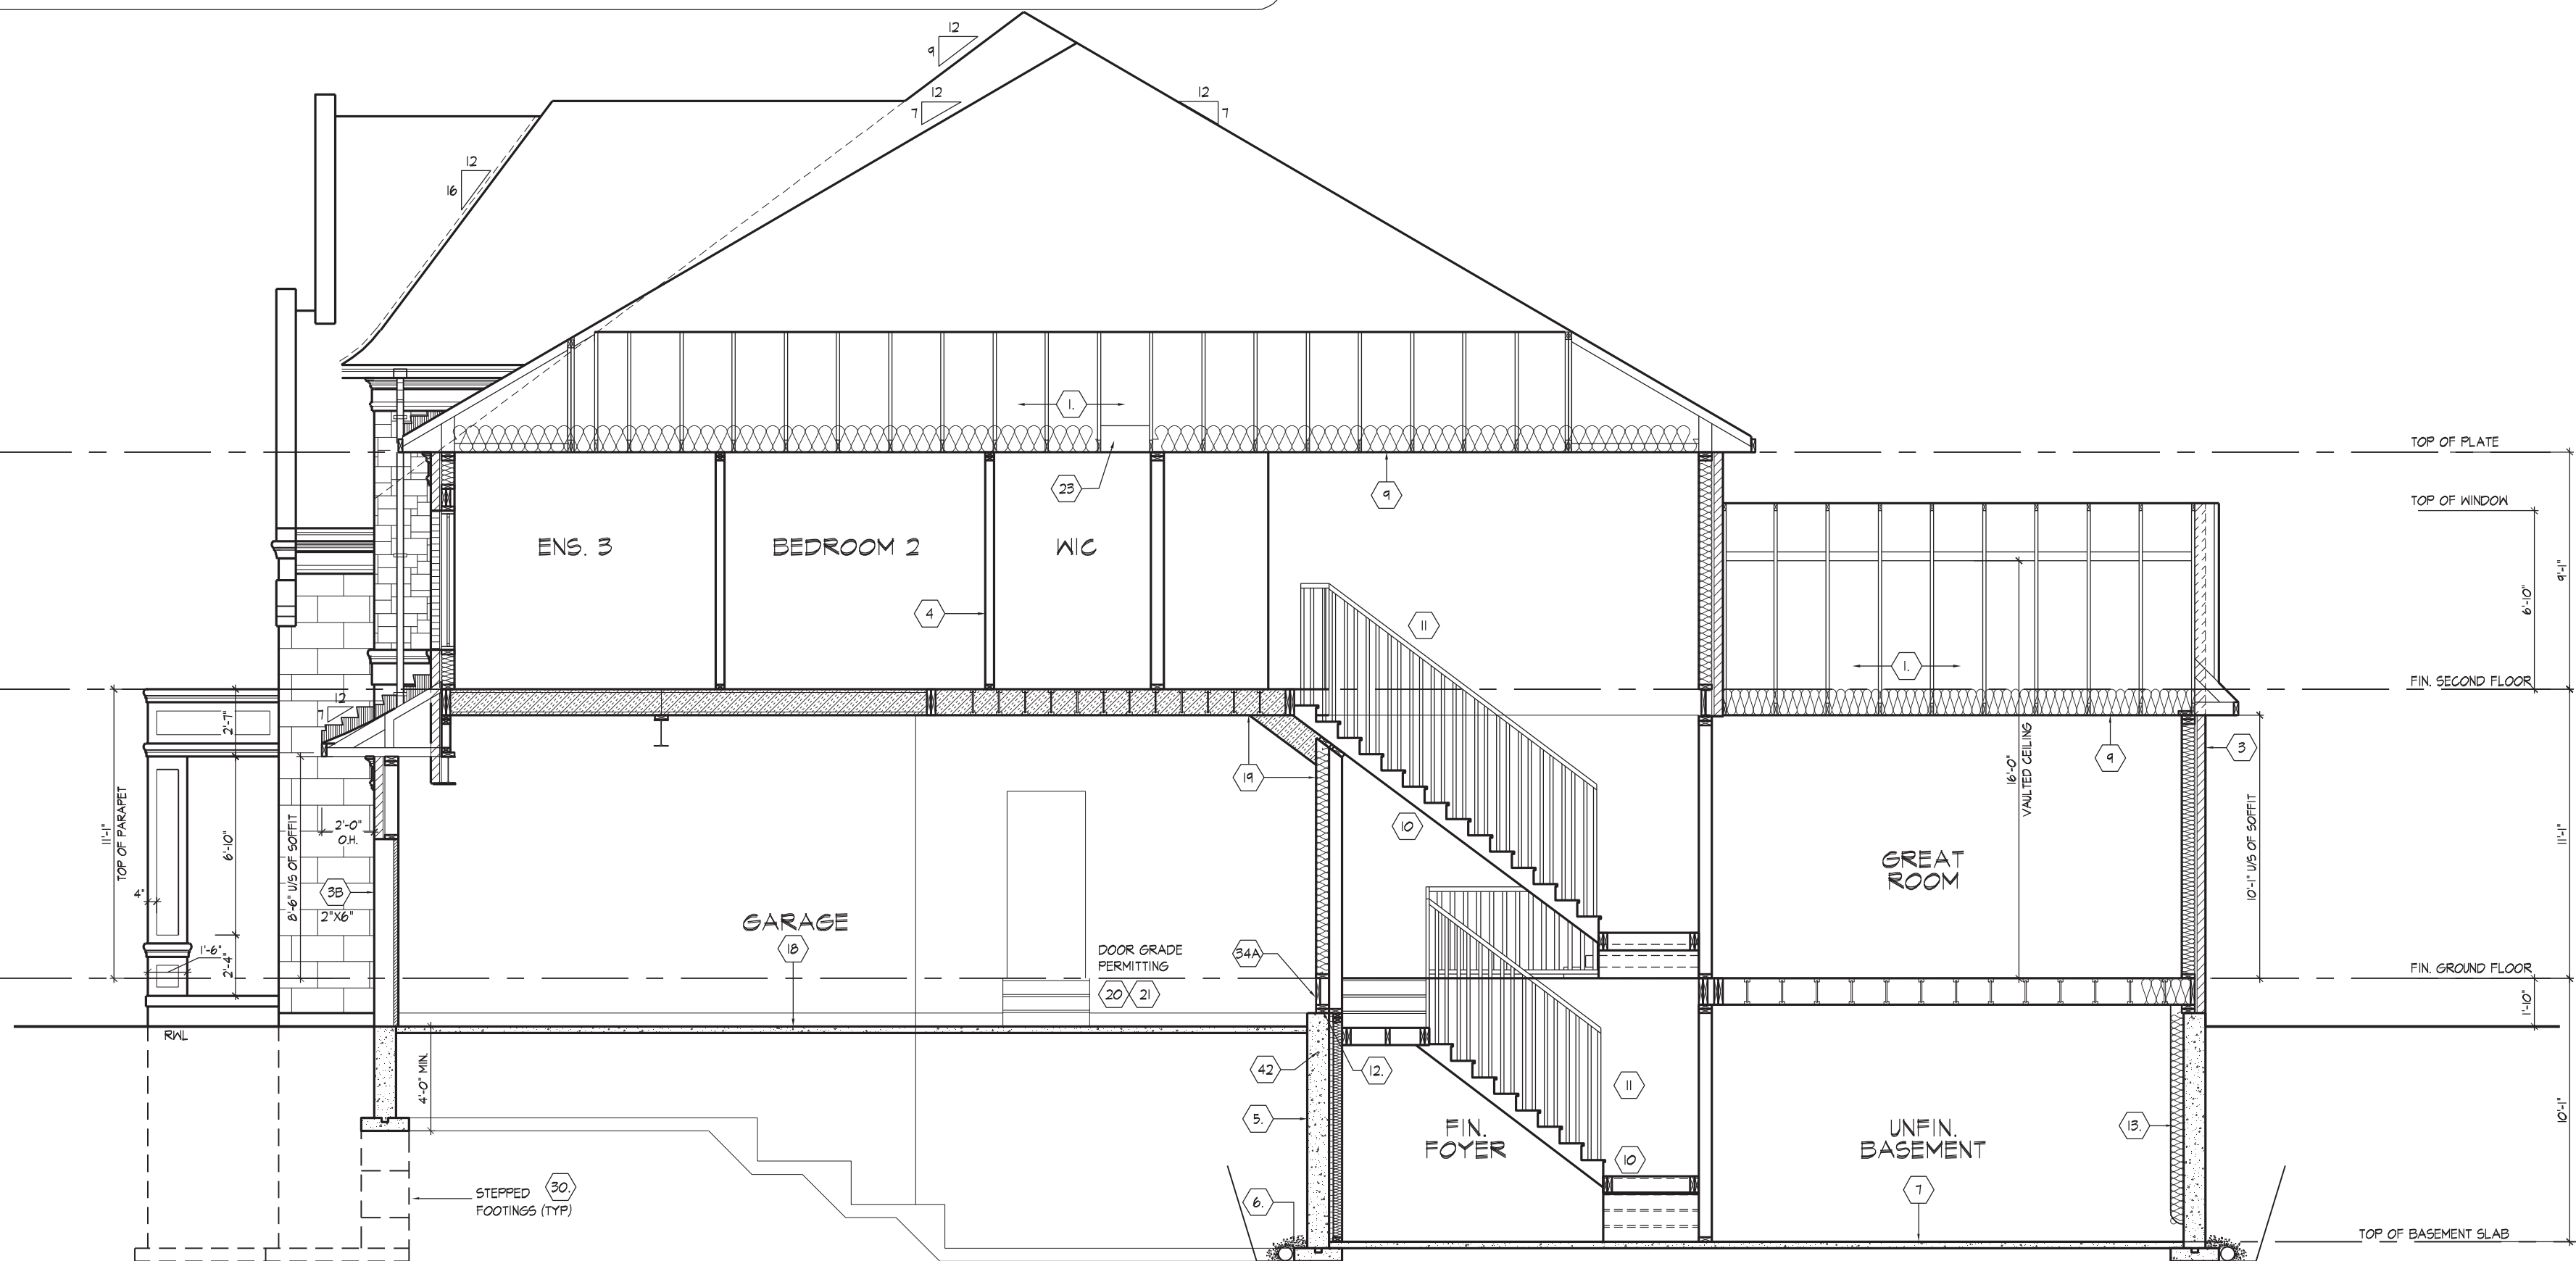 12
9
12
7
12
7
12
16
1.
TOP OF PLATE
23
9
TOP OF WINDOW
ENS. 3
BEDROOM 2
WIC
9'-1"
6'-10"
4
11
1.
FIN. SECOND FLOOR
12
7
2'-7"
3
9
19
16'-0"
VAULTED CEILING
11'-1"
TOP OF PARAPET
6'-10"
8'-6" U/S OF SOFFIT
2'-0"
O.H.
10
10'-1" U/S OF SOFFIT
11'-1"
GREAT
ROOM
4"
3B
2"X6"
GARAGE
18
1'-6"
2'-4"
DOOR GRADE
PERMITTING
20
21
34A
FIN. GROUND FLOOR
1'-10"
RWL
4'-0" MIN.
42
12.
11
5.
FIN.
FOYER
UNFIN.
BASEMENT
13.
10'-1"
10
7
STEPPED
FOOTINGS (TYP)
30.
6.
TOP OF BASEMENT SLAB